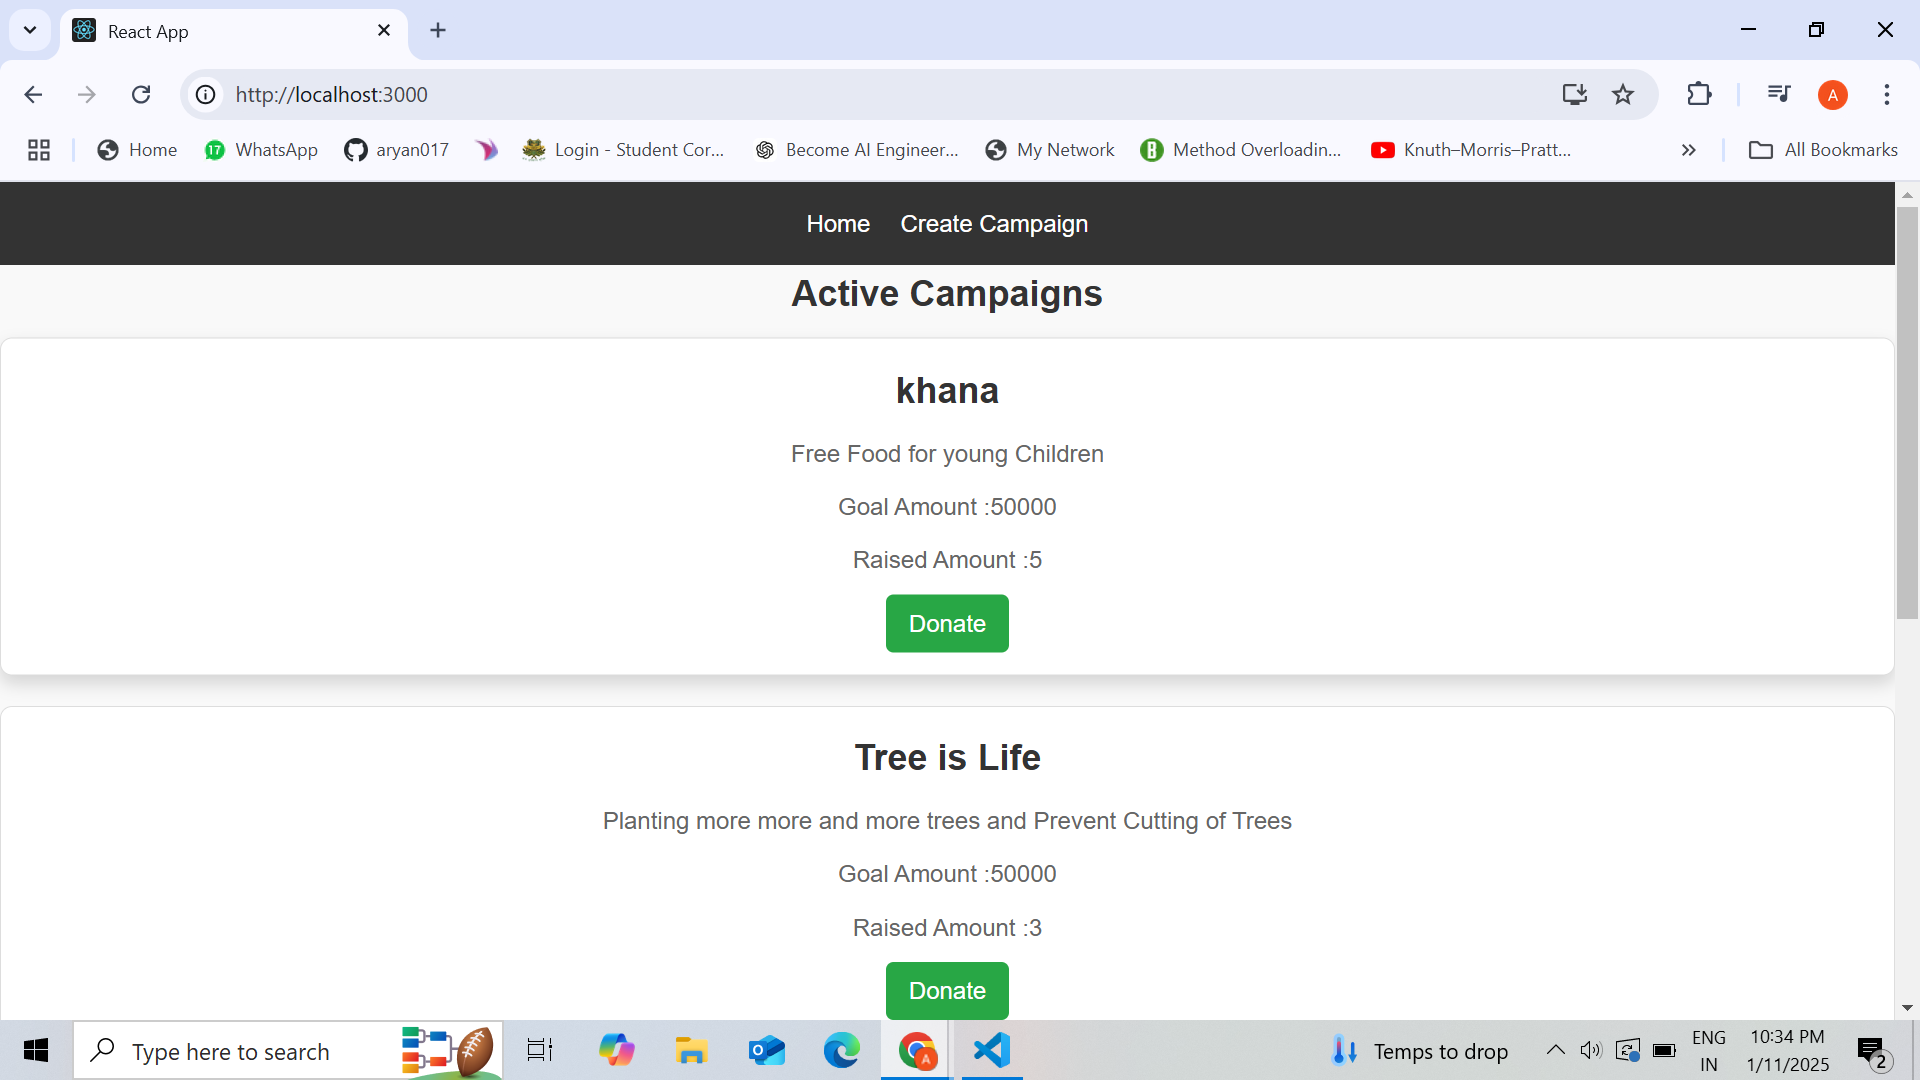 React App
http://localhost:3000
A
Home
17
WhatsApp
aryan017
Login - Student Cor...
Become AI Engineer...
My Network
B
Method Overloadin...
Knuth–Morris–Pratt...
All Bookmarks
Home
Create Campaign
Active Campaigns
khana
Free Food for young Children
Goal Amount :50000
Raised Amount :5
Donate
Tree is Life
Planting more more and more trees and Prevent Cutting of Trees
Goal Amount :50000
Raised Amount :3
Donate
Type here to search
A
Temps to drop
ENG
IN
10:34 PM
1/11/2025
2